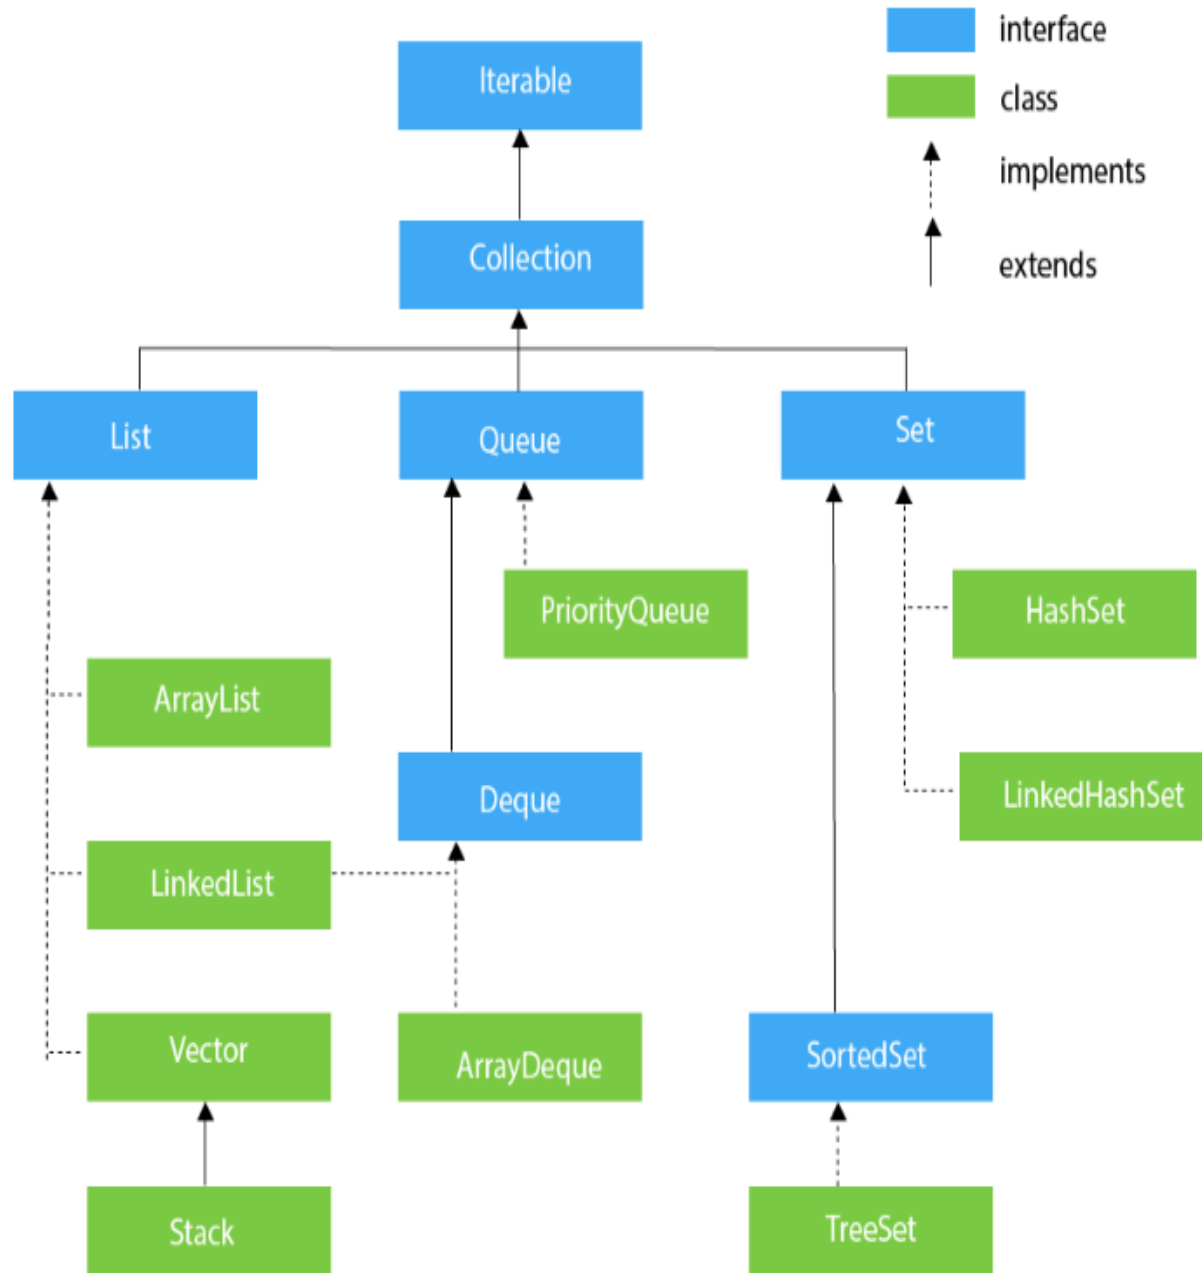 interface
Iterable
class
implements
Collection
extends
List
Queue
Set
PriorityQueue
HashSet
ArrayList
Deque
LinkedHashSet
LinkedList
Vector
ArrayDeque
SortedSet
Stack
TreeSet